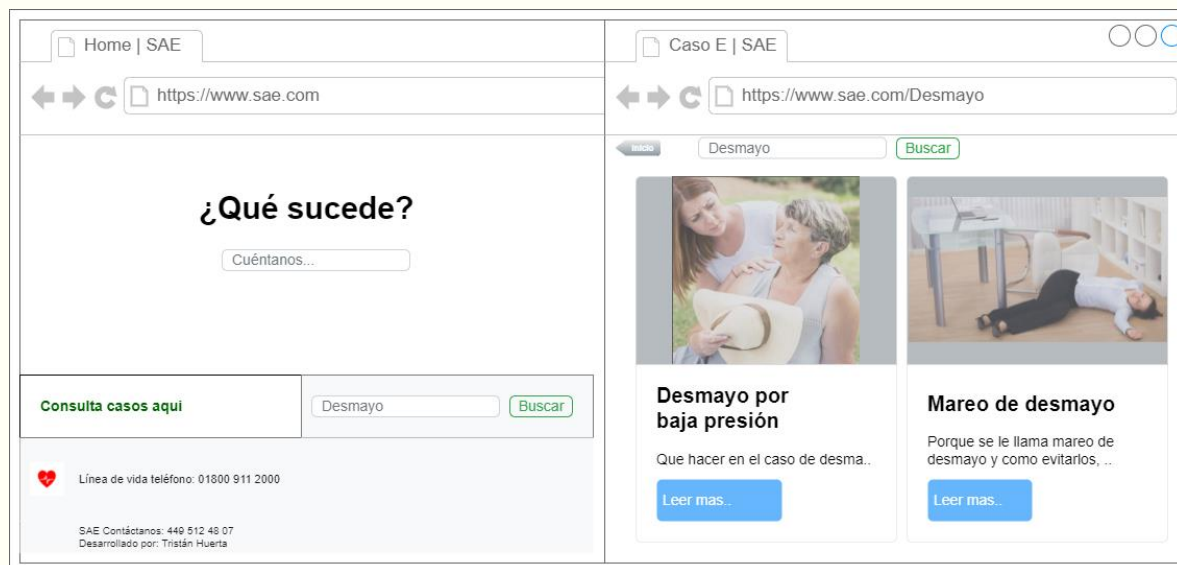 Home | SAE
https://www.sae.com
¿Qué sucede?
Cuéntanos...
Consulta casos aqui
Desmayo
Buscar
Línea de vida teléfono: 01800 911 2000
SAE Contáctanos: 449 512 48 07
Desarrollado por: Tristán Huerta
Caso E | SAE
https://www.sae.com/Desmayo
Inicio
Desmayo
Buscar
Desmayo por
baja presión
Que hacer en el caso de desma..
Leer mas..
Mareo de desmayo
Porque se le llama mareo de
desmayo y como evitarlos, ..
Leer mas..